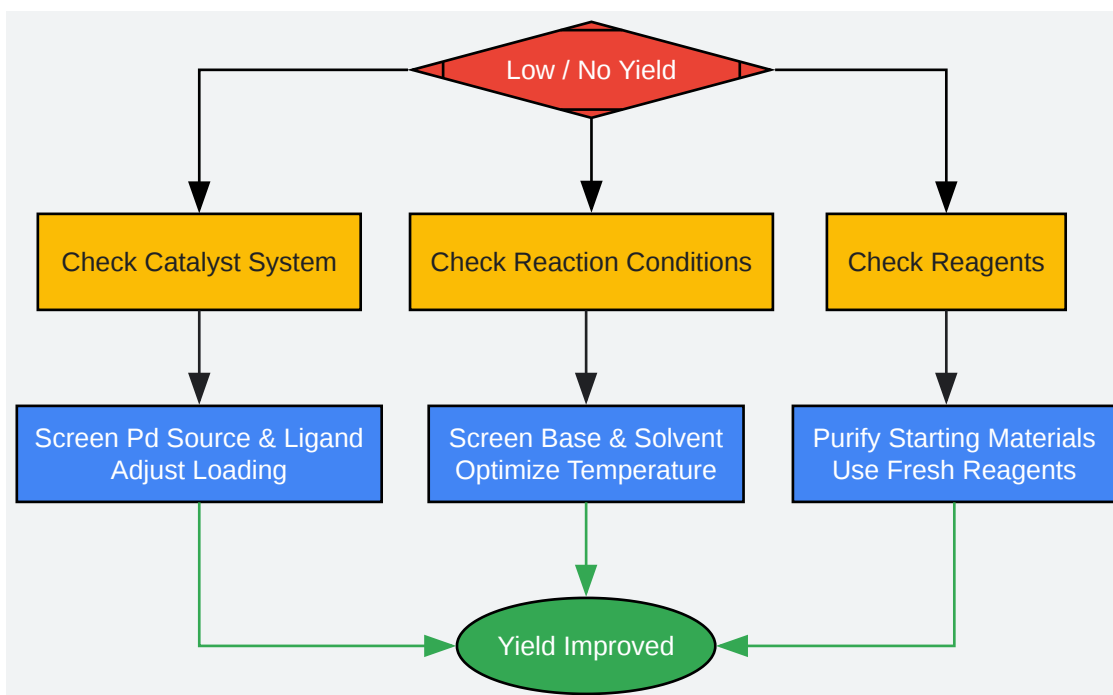 Low / No Yield
Check Catalyst System
Check Reaction Conditions
Check Reagents
Screen Pd Source & Ligand
Adjust Loading
Screen Base & Solvent
Optimize Temperature
Purify Starting Materials
Use Fresh Reagents
Yield Improved